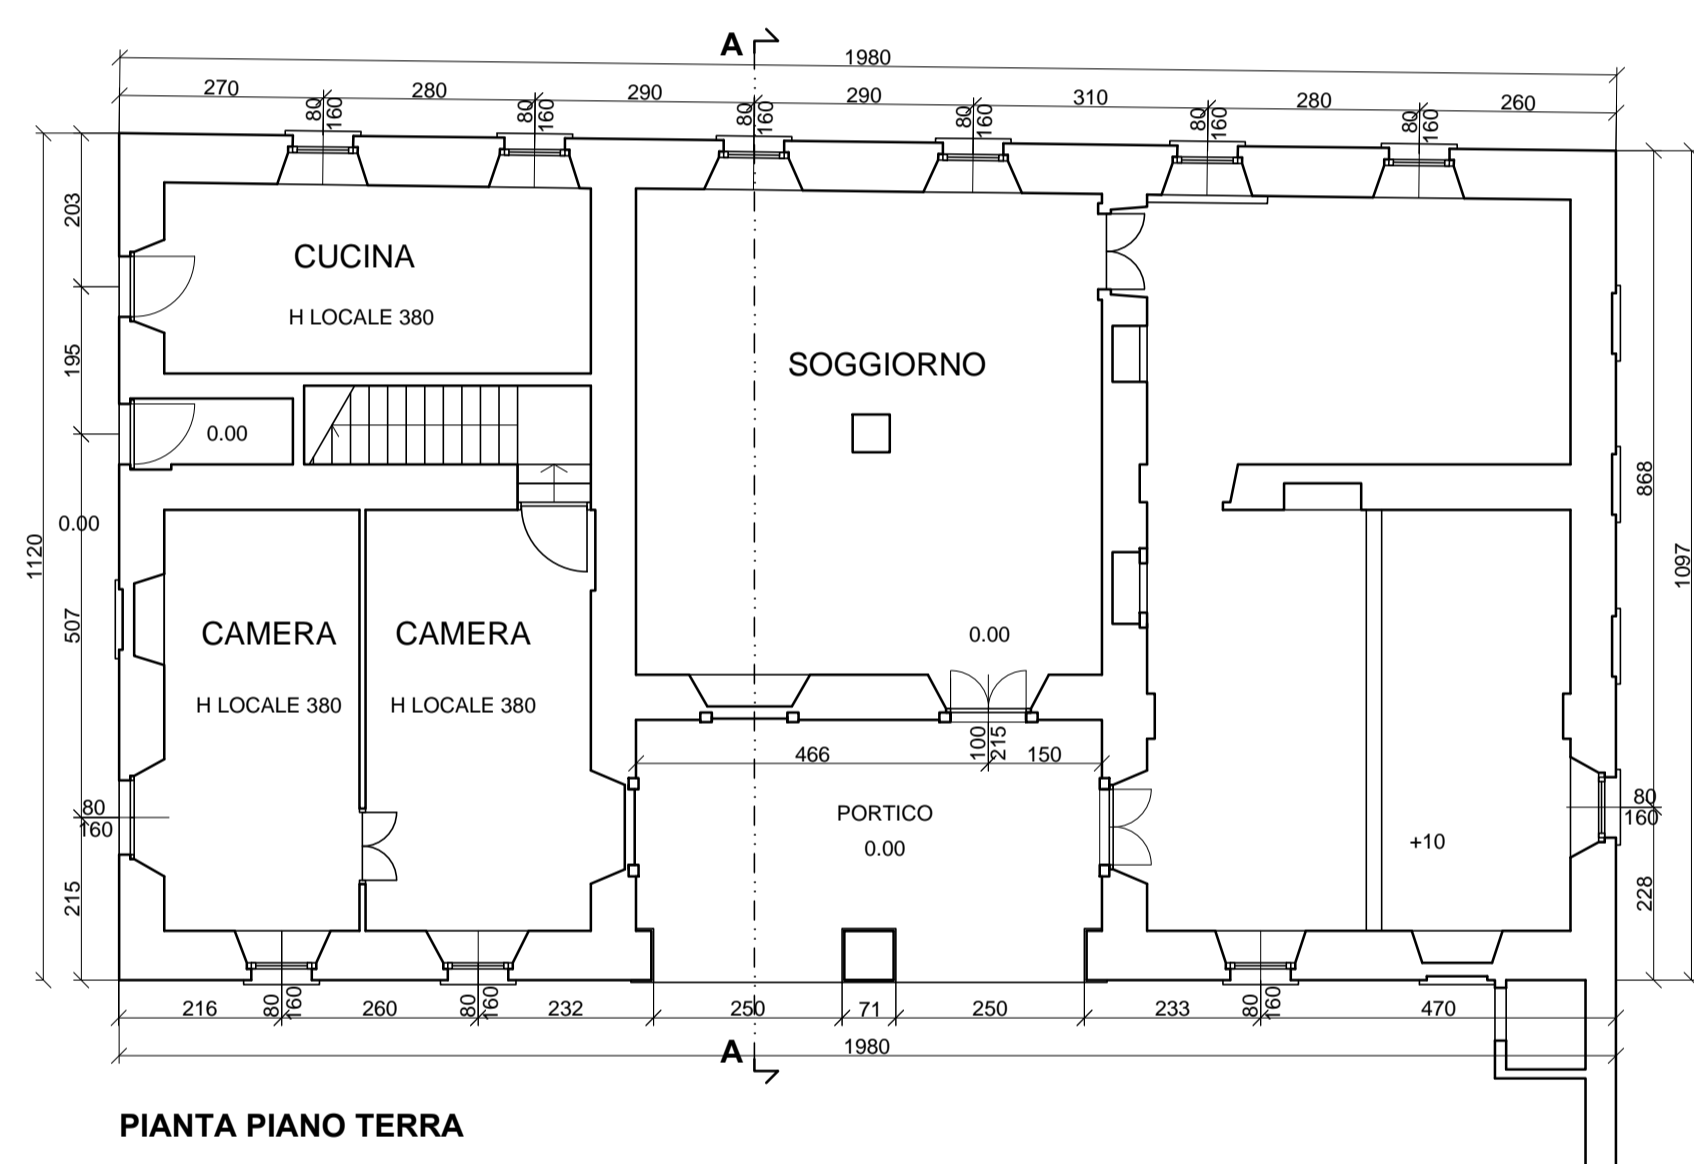 A
1980
270 280 290 290 310 280 260
80 160 80 160 80 160 80 160 80 160 80 160
203
CUCINA
H LOCALE 380
195
SOGGIORNO
0.00
868
0.00
1120
1097
507
CAMERA CAMERA
0.00
H LOCALE 380 H LOCALE 380
466 100 215 150
80 160
PORTICO
80 160
0.00
+10
215
228
216 80 160 260 80 160 232 250 71 250 233 80 160 470
A
1980
PIANTA PIANO TERRA